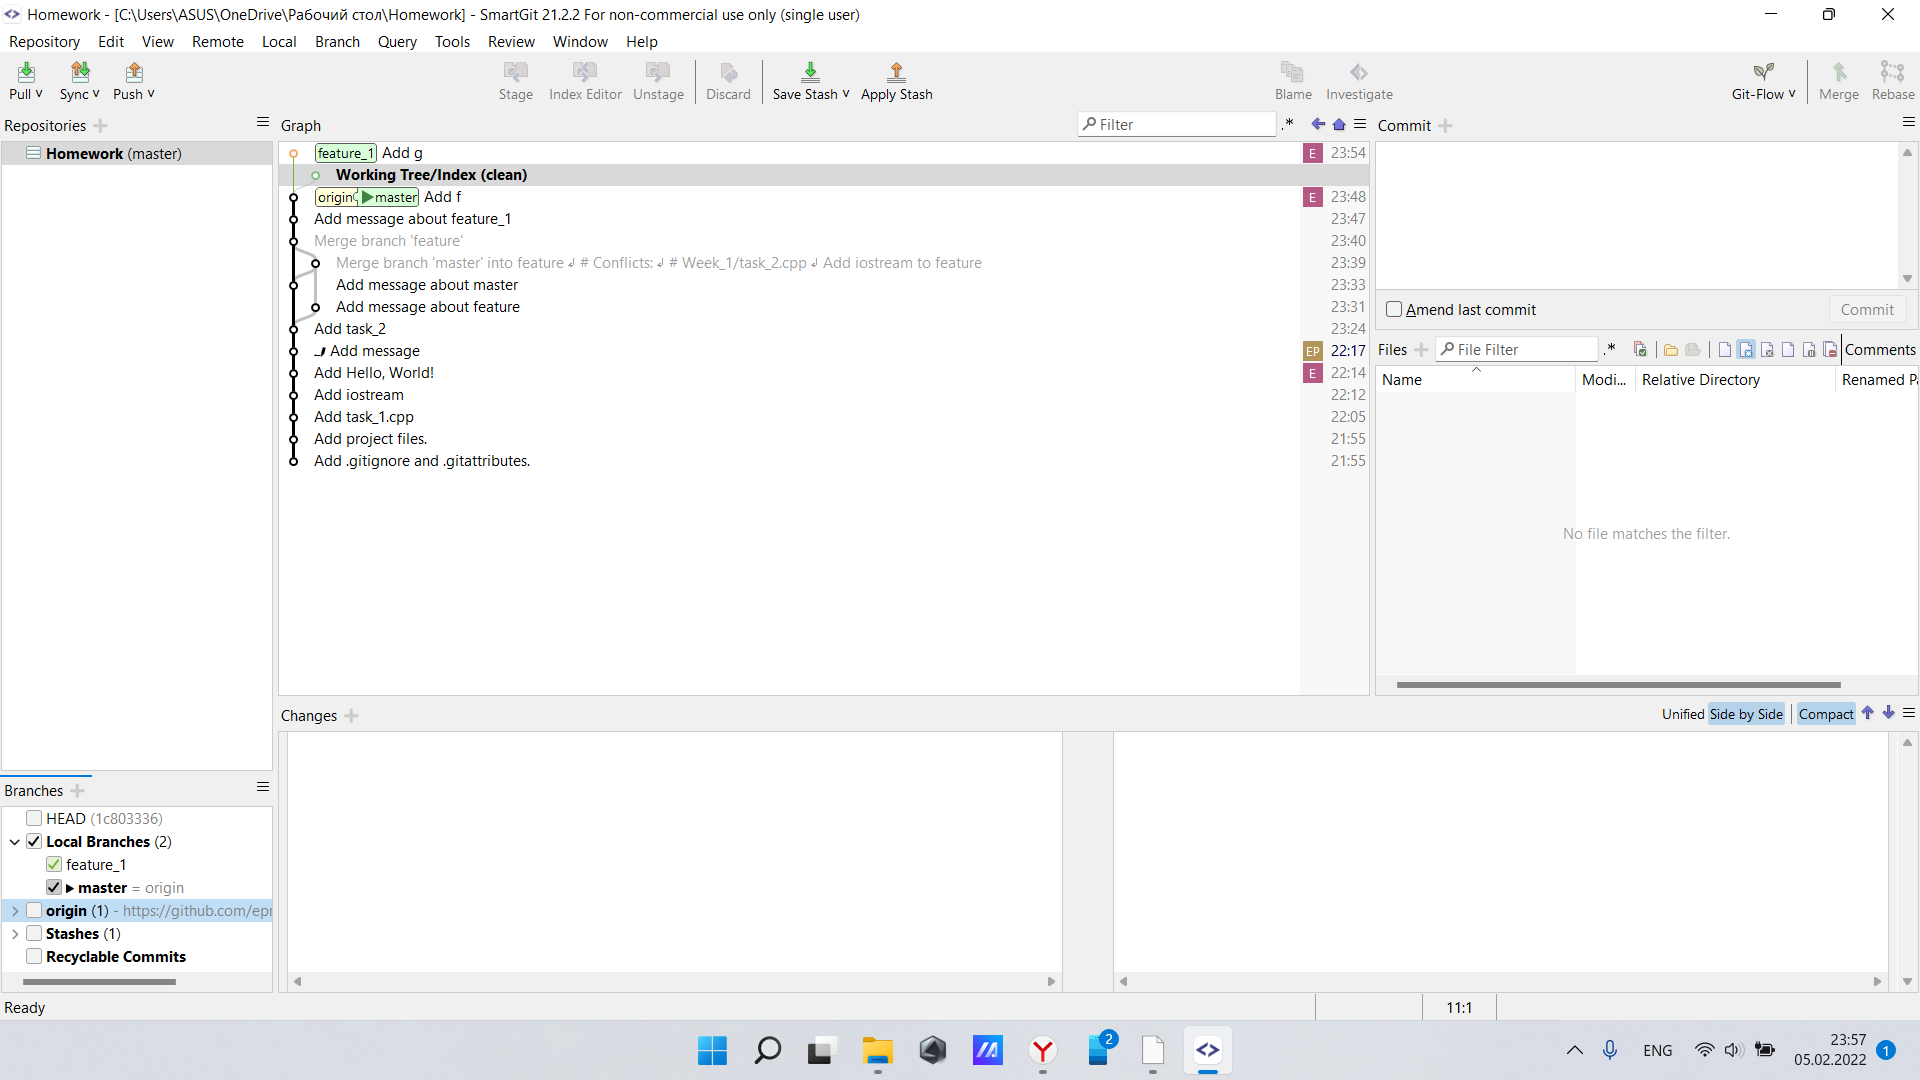 Homework - [C:\Users\ASUS\OneDrive\Рабочий стол\Homework] - SmartGit 21.2.2 For non-commercial use only (single user)
Repository Edit View Remote Local Branch Query Tools Review Window Help
Pull Sync Push Stage Index Editor Unstage Discard Save Stash Apply Stash Blame Investigate Git-Flow Merge Rebase
Repositories
Homework (master)
Graph
Filter
.*
feature_1 Add g E 23:54
Working Tree/Index (clean)
origin master Add f E 23:48
Add message about feature_1 23:47
Merge branch 'feature' 23:40
Merge branch 'master' into feature # Conflicts: # Week_1/task_2.cpp Add iostream to feature 23:39
Add message about master 23:33
Add message about feature 23:31
Add task_2 23:24
Add message EP 22:17
Add Hello, World! E 22:14
Add iostream 22:12
Add task_1.cpp 22:05
Add project files. 21:55
Add .gitignore and .gitattributes. 21:55
Commit
Amend last commit Commit
Files File Filter .* Comments
Name Modi... Relative Directory Renamed
No file matches the filter.
Changes
Unified Side by Side Compact
Branches
HEAD (1c803336)
Local Branches (2)
feature_1
master = origin
origin (1) - https://github.com/epr
Stashes (1)
Recyclable Commits
Ready
11:1
2
ENG
23:57
05.02.2022
1